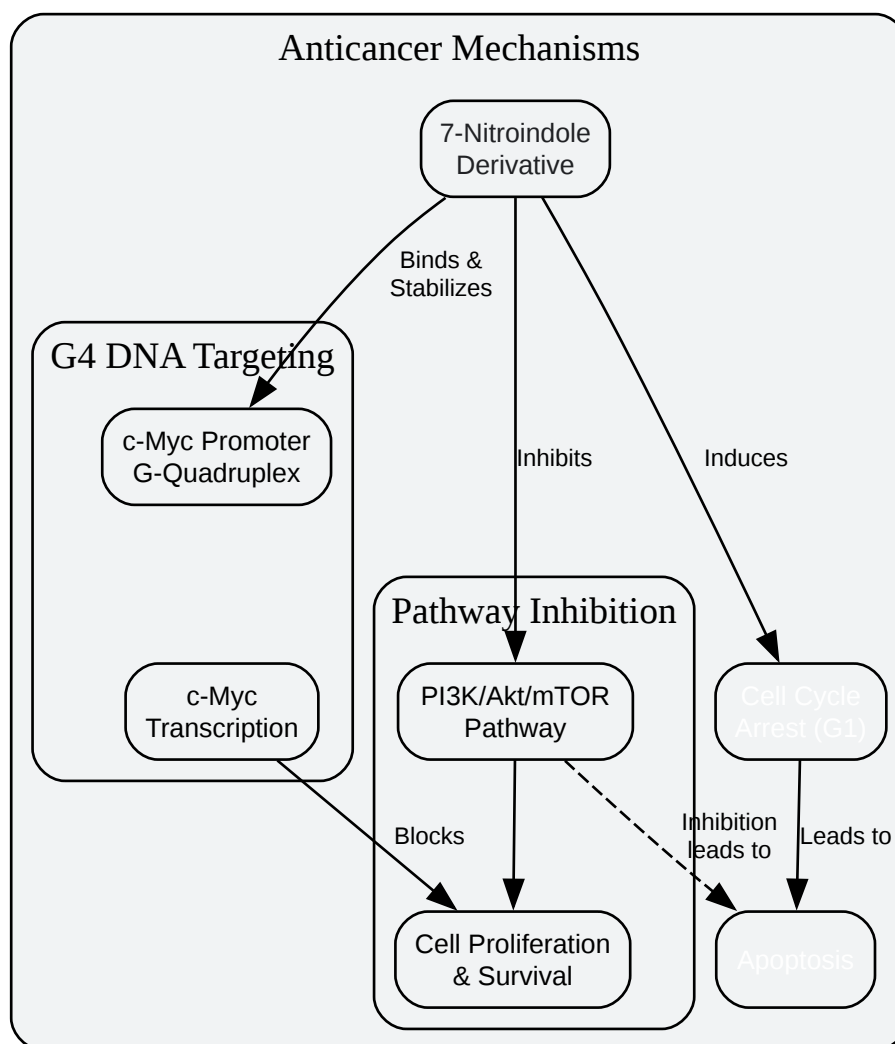 Anticancer Mechanisms
7-Nitroindole
Derivative
Binds &
Stabilizes
G4 DNA Targeting
c-Myc Promoter
G-Quadruplex
Inhibits
Induces
Pathway Inhibition
c-Myc
Transcription
PI3K/Akt/mTOR
Pathway
Cell Cycle
Arrest (G1)
Blocks
Inhibition
leads to
Leads to
Cell Proliferation
& Survival
Apoptosis